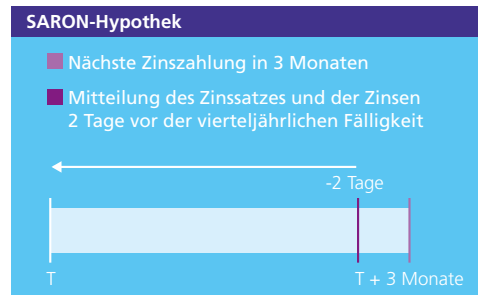 SARON-Hypothek
Nächste Zinszahlung in 3 Monaten
Mitteilung des Zinssatzes und der Zinsen
2 Tage vor der vierteljährlichen Fälligkeit
-2 Tage
T
T + 3 Monate